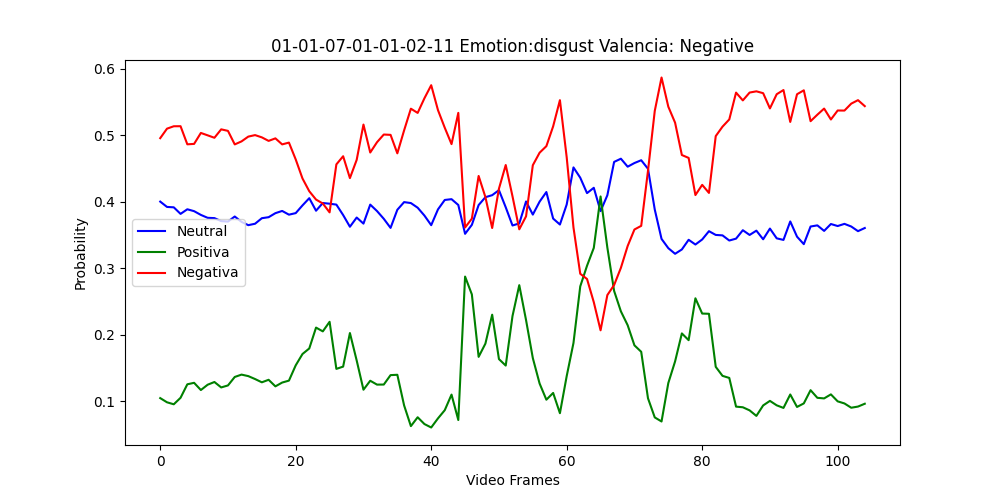 01-01-07-01-01-02-11 Emotion:disgust Valencia: Negative
0.6
0.5
0.4
0.3
0.2
0.1
Probability
Neutral
Positiva
Negativa
0 20 40 60 80 100
Video Frames